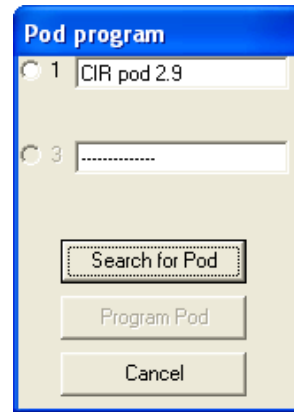 Pod program
1 CIR pod 2.9
3 -------------
Search for Pod
Program Pod
Cancel